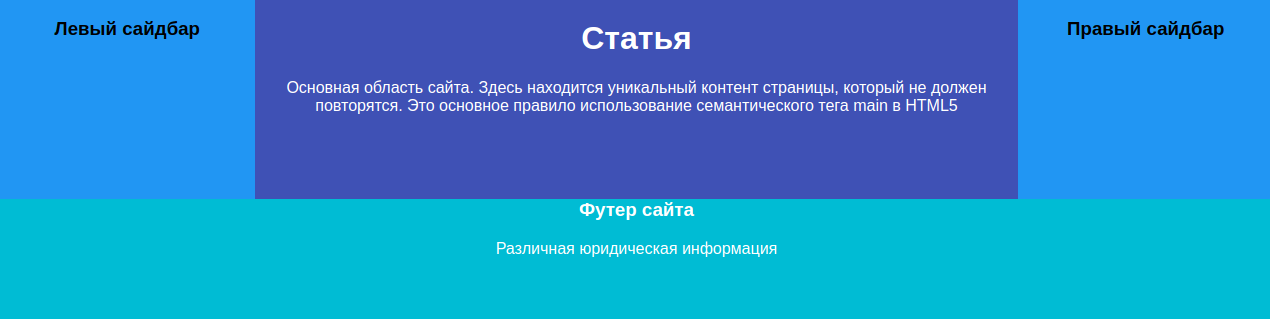 Левый сайдбар
Статья
Основная область сайта. Здесь находится уникальный контент страницы, который не должен
повторятся. Это основное правило использование семантического тега main в HTML5
Правый сайдбар
Футер сайта
Различная юридическая информация